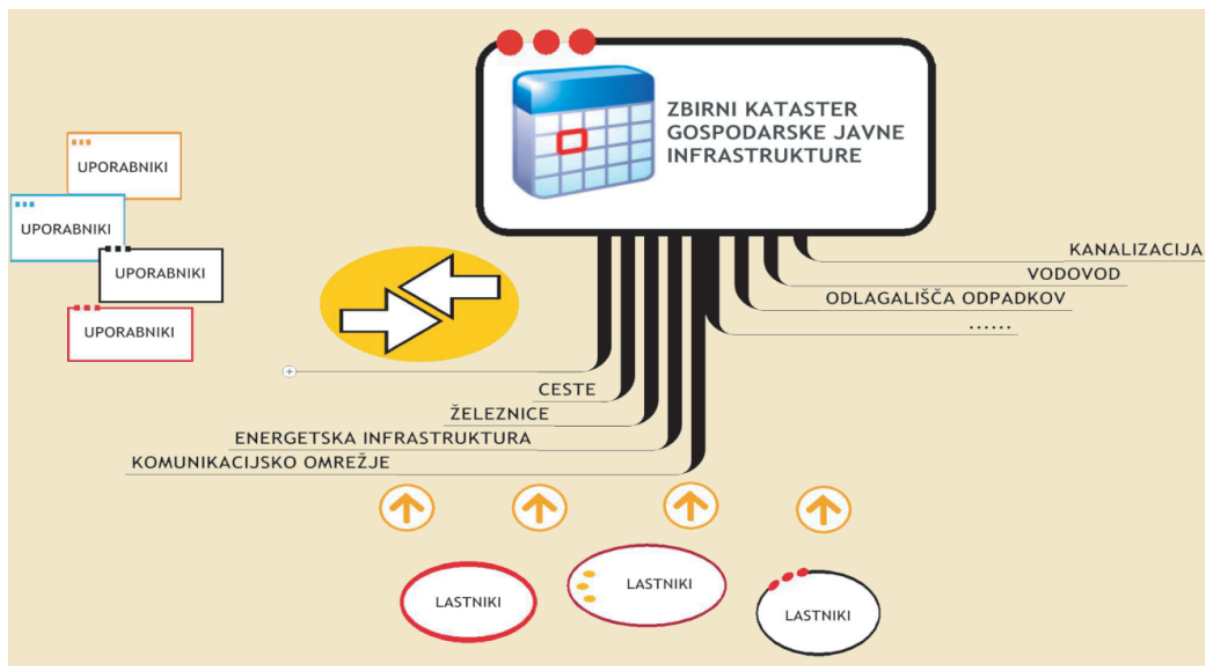 ZBIRNI KATASTER
GOSPODARSKE JAVNE
INFRASTRUKTURE
UPORABNIKI
UPORABNIKI
UPORABNIKI
UPORABNIKI
KANALIZACIJA
VODOVOD
ODLAGALIŠČA ODPADKOV
......
CESTE
ŽELEZNICE
ENERGETSKA INFRASTRUKTURA
KOMUNIKACIJSKO OMREŽJE
LASTNIKI
LASTNIKI
LASTNIKI